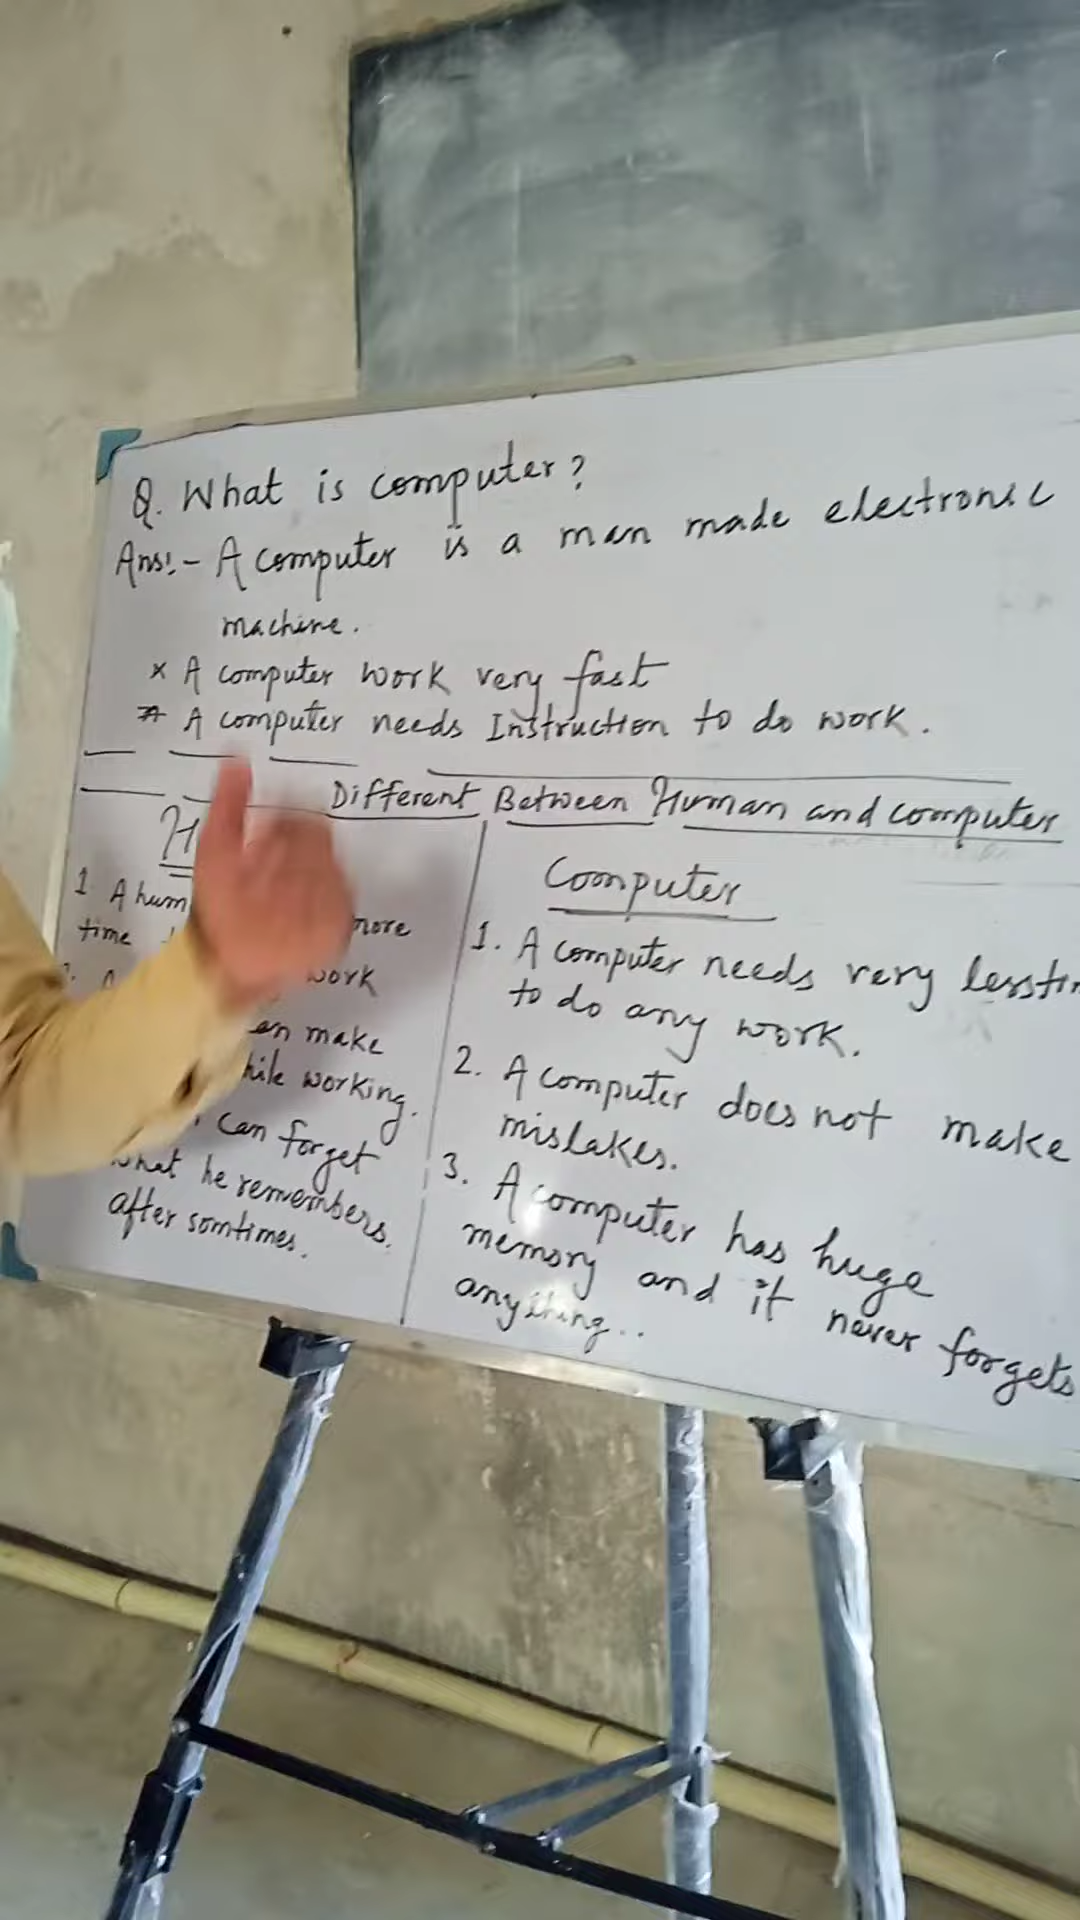 Q. What is computer?
Ans:- A computer is a man made electronic
machine.
x A computer work very fast
* A computer needs Instruction to do work.
Different Between Human and computer
1 A hum more
time
work
make
working.
can forget
what he remembers.
after somtimes.
Computer
1. A computer needs very less
to do any work.
2. A computer does not make
mistakes.
3. A computer has huge
memory and it never forgets
anything..